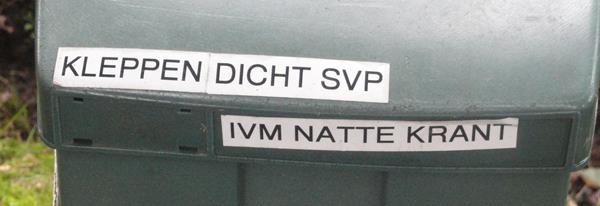 KLEPPEN DICHT SVP
IVM NATTE KRANT